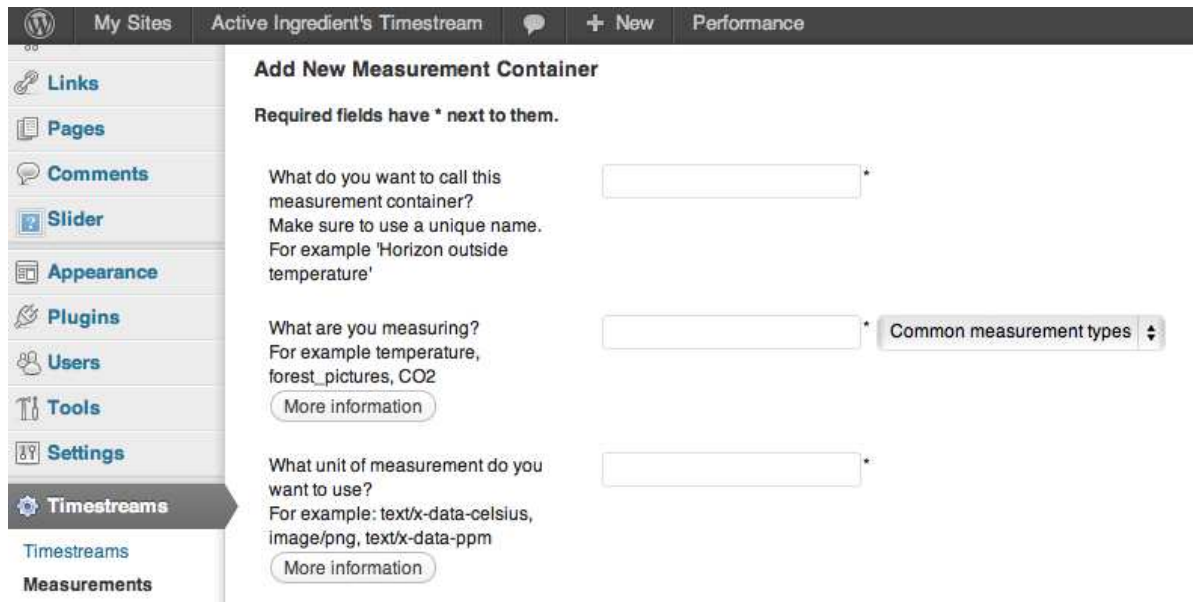 My Sites Active Ingredient's Timestream + New Performance
Links
Pages
Comments
Slider
Appearance
Plugins
Users
Tools
Settings
Timestreams
Timestreams
Measurements
Add New Measurement Container
Required fields have * next to them.
What do you want to call this
measurement container?
Make sure to use a unique name.
For example 'Horizon outside
temperature'
*
What are you measuring?
For example temperature,
forest_pictures, CO2
More information
* Common measurement types
What unit of measurement do you
want to use?
For example: text/x-data-celsius,
image/png, text/x-data-ppm
More information
*